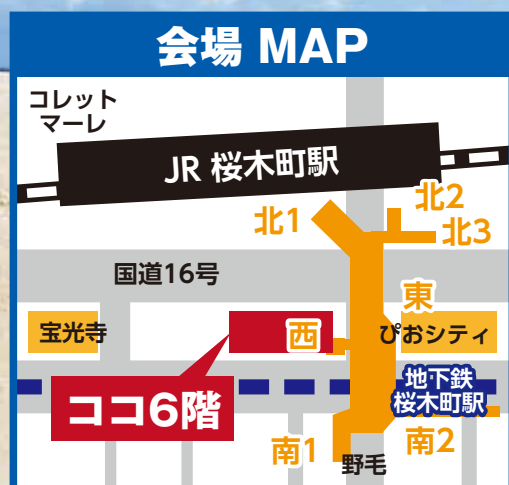 会場 MAP
コレット
マーレ
JR 桜木町駅
北1
北2
北3
国道16号
東
宝光寺
西
ぴおシティ
ココ6階
地下鉄
桜木町駅
南1
南2
野毛